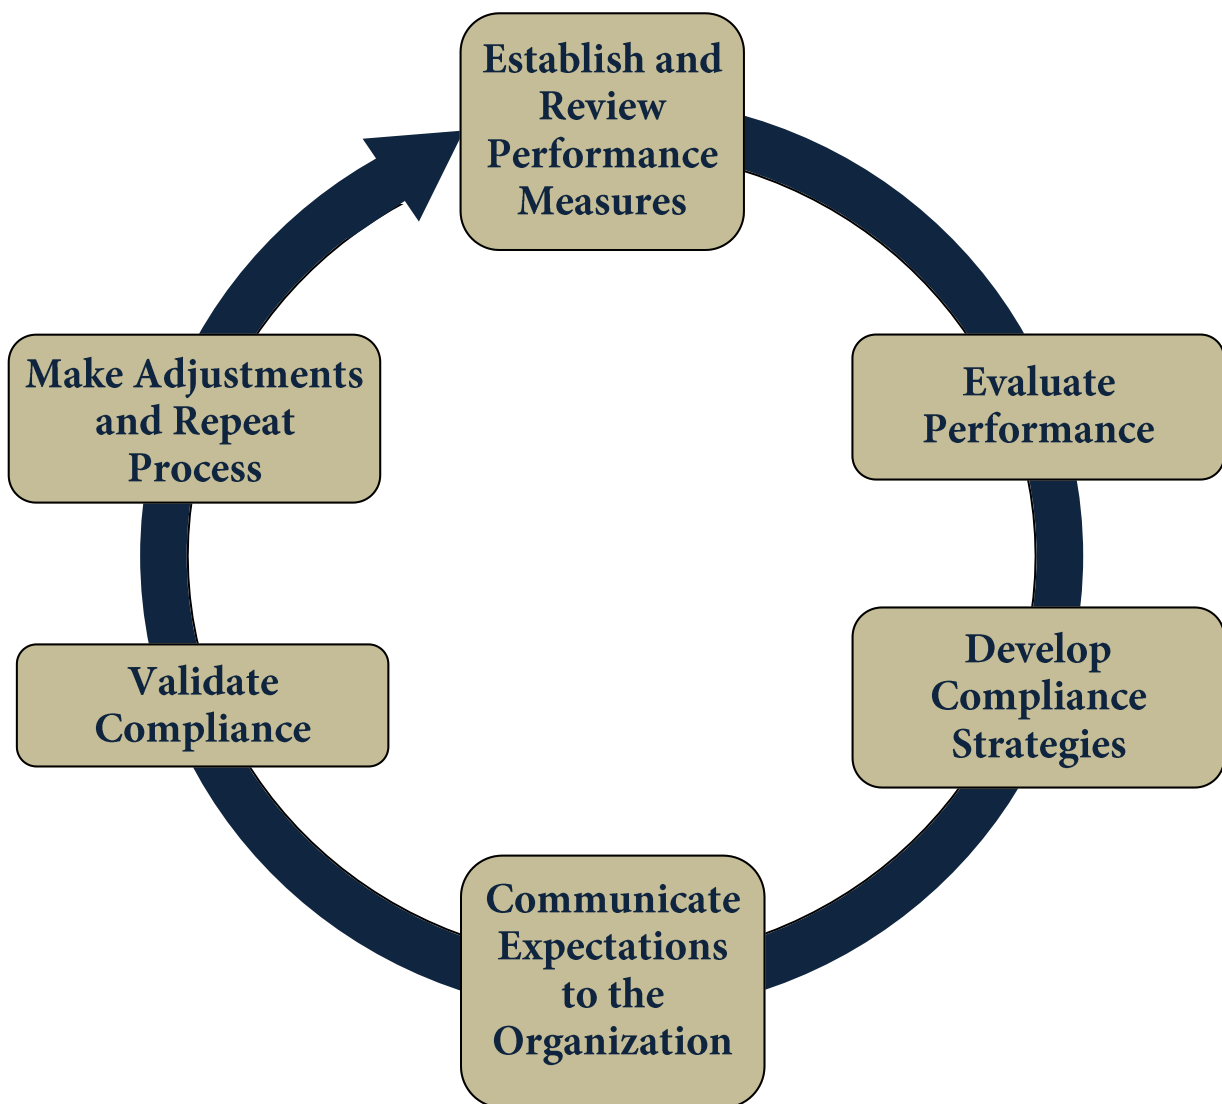 Establish and
Review
Performance
Measures
Evaluate
Performance
Develop
Compliance
Strategies
Communicate
Expectations
to the
Organization
Validate
Compliance
Make Adjustments
and Repeat
Process